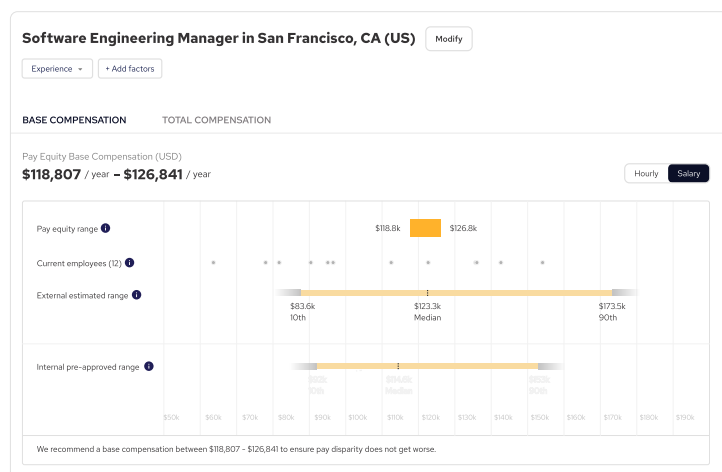 Software Engineering Manager in San Francisco, CA (US) Modify
Experience + Add factors
BASE COMPENSATION TOTAL COMPENSATION
Pay Equity Base Compensation (USD)
$118,807 / year – $126,841 / year
Hourly Salary
Pay equity range $118.8k $126.8k
Current employees (12)
External estimated range
$83.6k $123.3k $173.5k
10th Median 90th
Internal pre-approved range
Median
$50k $60k $70k $80k $90k $100k $110k $120k $130k $140k $150k $160k $170k $180k $190k
We recommend a base compensation between $118,807 - $126,841 to ensure pay disparity does not get worse.